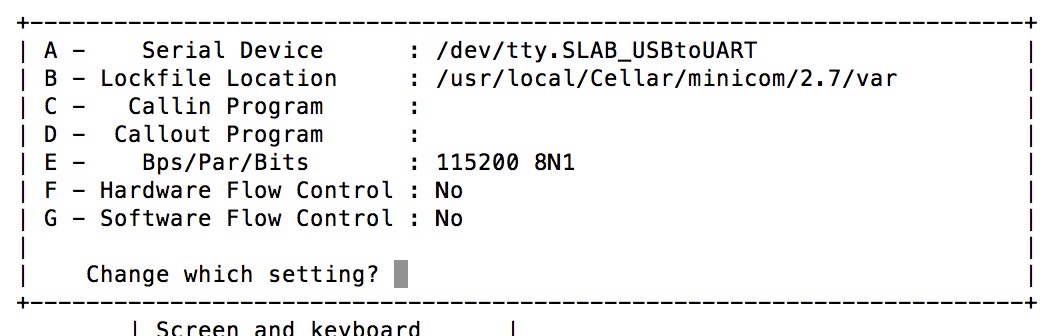 +-----------------------------------------------------------------------+
| A -    Serial Device      : /dev/tty.SLAB_USBtoUART                   |
| B - Lockfile Location     : /usr/local/Cellar/minicom/2.7/var         |
| C -   Callin Program      :                                           |
| D -  Callout Program      :                                           |
| E -    Bps/Par/Bits       : 115200 8N1                                |
| F - Hardware Flow Control : No                                        |
| G - Software Flow Control : No                                        |
|                                                                       |
|    Change which setting?                                              |
+-----------------------------------------------------------------------+
        | Screen and keyboard      |